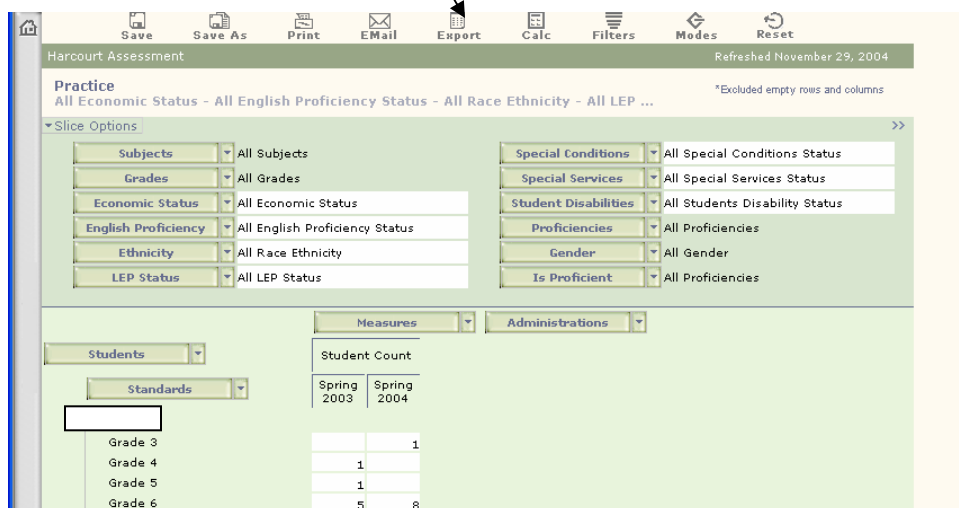 Save Save As Print EMail Export Calc Filters Modes Reset
Harcourt Assessment Refreshed November 29, 2004
Practice *Excluded empty rows and columns
All Economic Status - All English Proficiency Status - All Race Ethnicity - All LEP ...
Slice Options >>
Subjects All Subjects Special Conditions All Special Conditions Status
Grades All Grades Special Services All Special Services Status
Economic Status All Economic Status Student Disabilities All Students Disability Status
English Proficiency All English Proficiency Status Proficiencies All Proficiencies
Ethnicity All Race Ethnicity Gender All Gender
LEP Status All LEP Status Is Proficient All Proficiencies
Measures Administrations
Students Student Count
Standards Spring 2003 Spring 2004
Grade 3 1
Grade 4 1
Grade 5 1
Grade 6 5 8